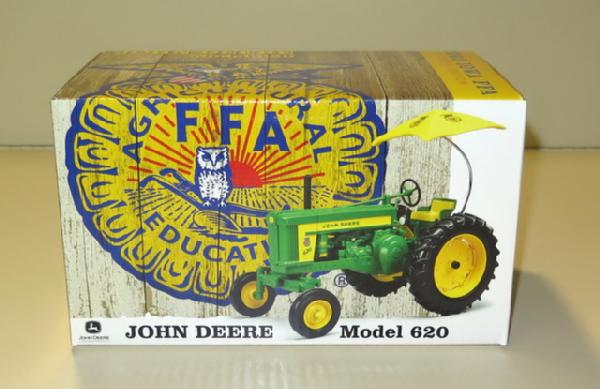 FFA
AGRICULTURAL
EDUCATION
JOHN DEERE
®
JOHN DEERE
JOHN DEERE Model 620